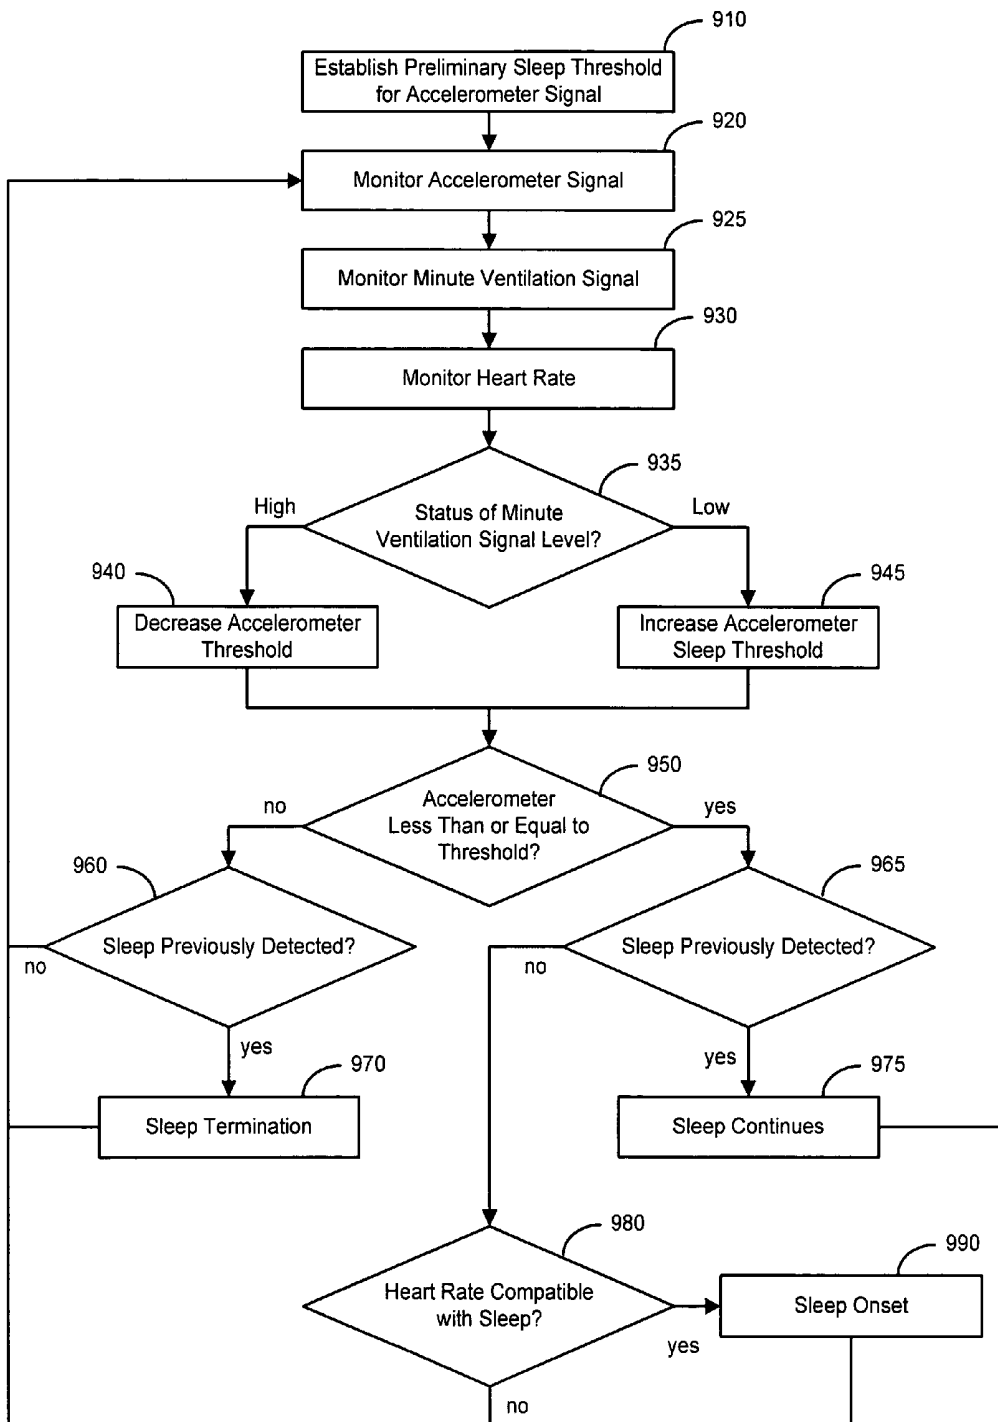 910
Establish Preliminary Sleep Threshold
for Accelerometer Signal
920
Monitor Accelerometer Signal
925
Monitor Minute Ventilation Signal
930
Monitor Heart Rate
935
High
Status of Minute
Ventilation Signal Level?
Low
940
Decrease Accelerometer
Threshold
945
Increase Accelerometer
Sleep Threshold
950
no
Accelerometer
Less Than or Equal to
Threshold?
yes
960
Sleep Previously Detected?
no
965
Sleep Previously Detected?
no
yes
970
Sleep Termination
yes
975
Sleep Continues
980
Heart Rate Compatible
with Sleep?
yes
990
Sleep Onset
no